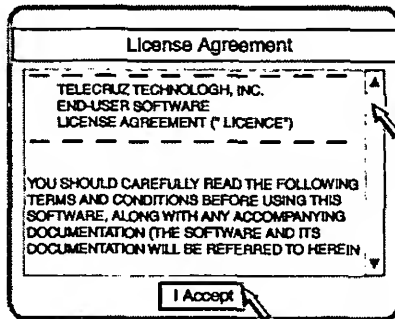 License Agreement
TELECRUZ TECHNOLOGH, INC.
END-USER SOFTWARE
LICENSE AGREEMENT (" LICENCE")
YOU SHOULD CAREFULLY READ THE FOLLOWING
TERMS AND CONDITIONS BEFORE USING THIS
SOFTWARE, ALONG WITH ANY ACCOMPANYING
DOCUMENTATION (THE SOFTWARE AND ITS
DOCUMENTATION WILL BE REFERRED TO HEREIN
I Accept